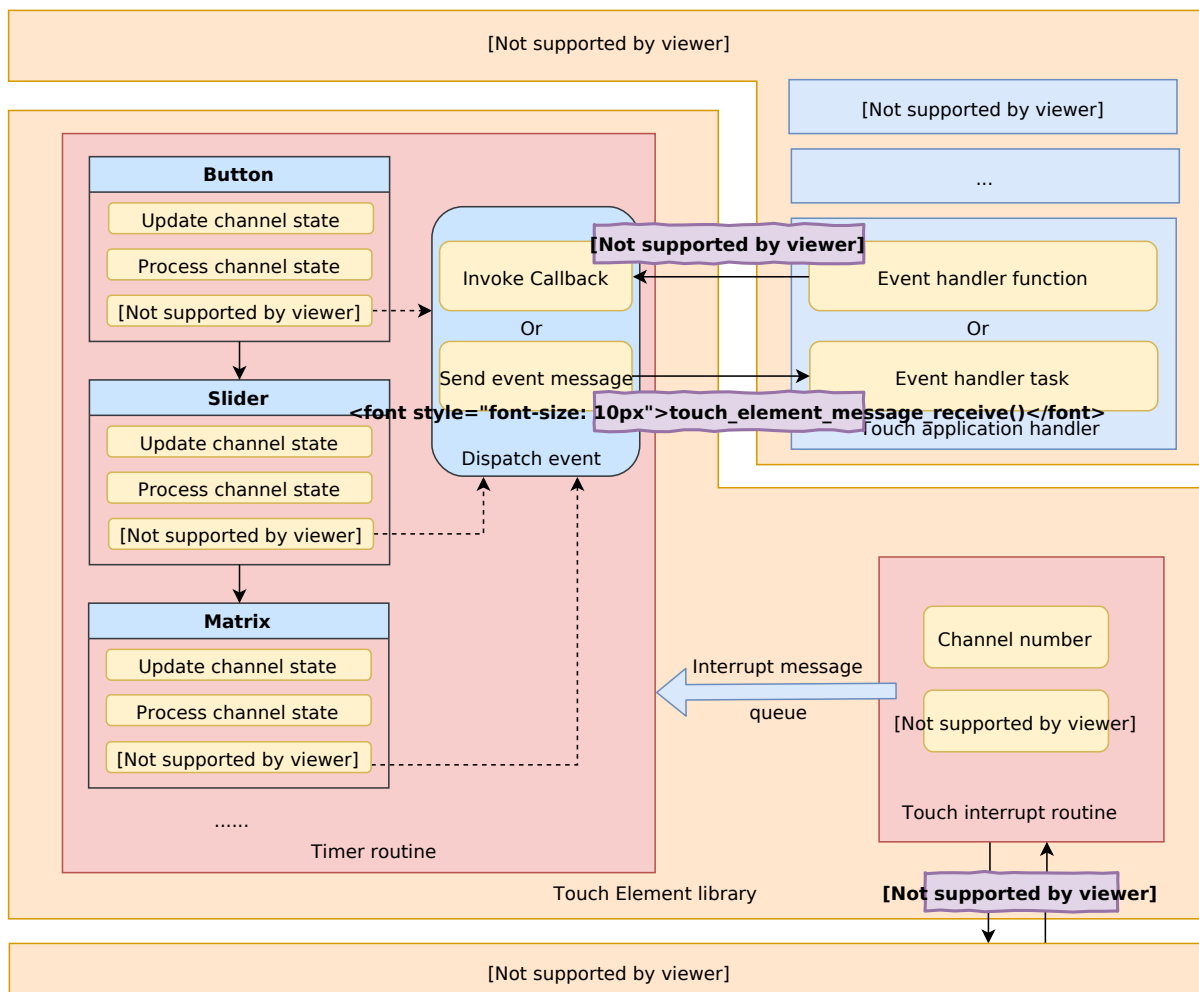 [Not supported by viewer]
[Not supported by viewer]
...
Button
Update channel state
Process channel state
[Not supported by viewer]
Slider
Update channel state
Process channel state
[Not supported by viewer]
Matrix
Update channel state
Process channel state
[Not supported by viewer]
......
Timer routine
Invoke Callback
Or
Send event message
Dispatch event
[Not supported by viewer]
<font style="font-size: 10px">touch_element_message_receive()</font>
Event handler function
Or
Event handler task
Touch application handler
Interrupt message
queue
Channel number
[Not supported by viewer]
Touch interrupt routine
[Not supported by viewer]
Touch Element library
[Not supported by viewer]